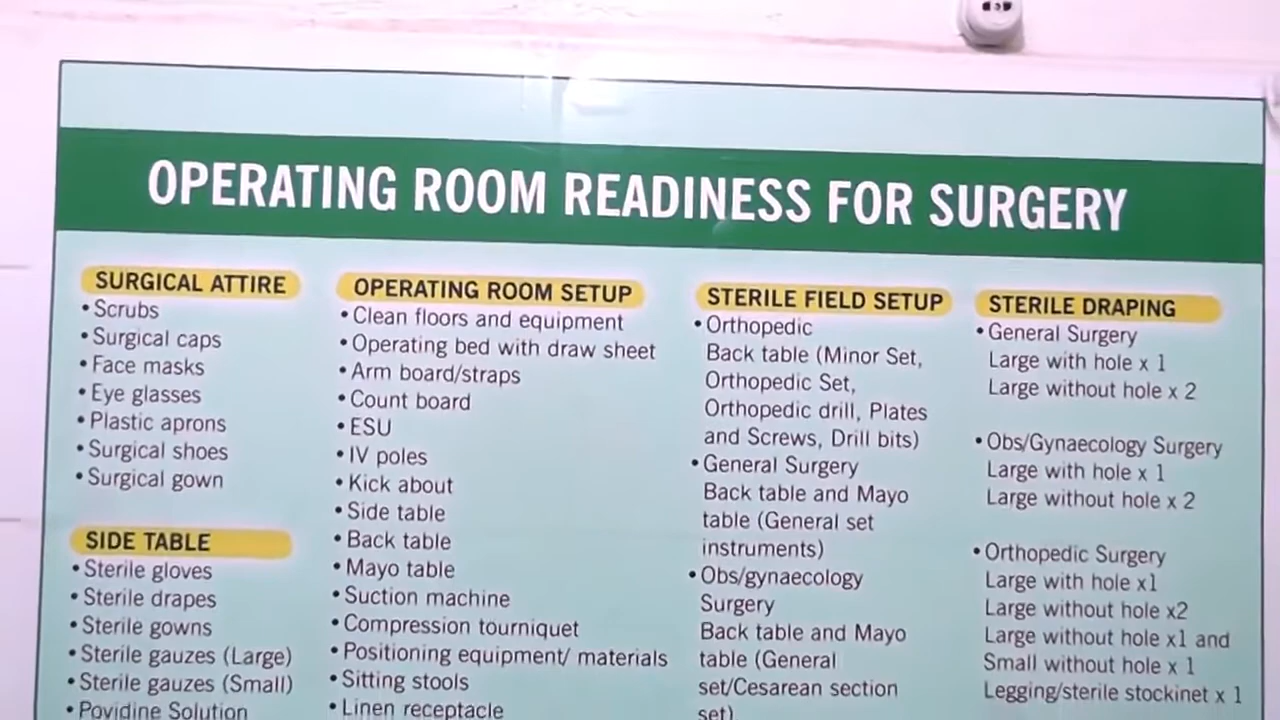 OPERATING ROOM READINESS FOR SURGERY
SURGICAL ATTIRE
• Scrubs
• Surgical caps
• Face masks
• Eye glasses
• Plastic aprons
• Surgical shoes
• Surgical gown
SIDE TABLE
• Sterile gloves
• Sterile drapes
• Sterile gowns
• Sterile gauzes (Large)
• Sterile gauzes (Small)
• Povidine Solution
OPERATING ROOM SETUP
• Clean floors and equipment
• Operating bed with draw sheet
• Arm board/straps
• Count board
• ESU
• IV poles
• Kick about
• Side table
• Back table
• Mayo table
• Suction machine
• Compression tourniquet
• Positioning equipment/ materials
• Sitting stools
• Linen receptacle
STERILE FIELD SETUP
• Orthopedic
Back table (Minor Set,
Orthopedic Set,
Orthopedic drill, Plates
and Screws, Drill bits)
• General Surgery
Back table and Mayo
table (General set
instruments)
• Obs/gynaecology
Surgery
Back table and Mayo
table (General
set/Cesarean section
set)
STERILE DRAPING
• General Surgery
Large with hole x 1
Large without hole x 2
• Obs/Gynaecology Surgery
Large with hole x 1
Large without hole x 2
• Orthopedic Surgery
Large with hole x1
Large without hole x2
Large without hole x1 and
Small without hole x 1
Legging/sterile stockinet x 1